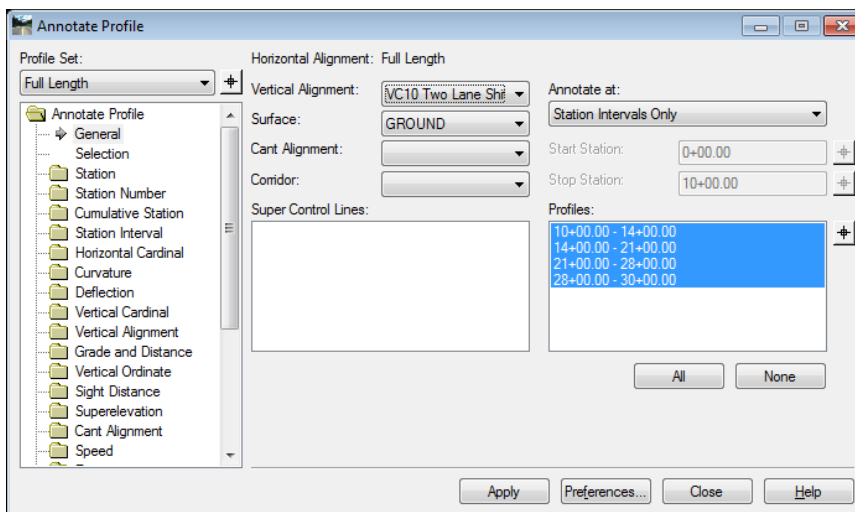 Annotate Profile
Profile Set:
Full Length
Annotate Profile
General
Selection
Station
Station Number
Cumulative Station
Station Interval
Horizontal Cardinal
Curvature
Deflection
Vertical Cardinal
Vertical Alignment
Grade and Distance
Vertical Ordinate
Sight Distance
Superelevation
Cant Alignment
Speed
Horizontal Alignment: Full Length
Vertical Alignment: VC10 Two Lane Shif
Surface: GROUND
Cant Alignment:
Corridor:
Super Control Lines:
Annotate at:
Station Intervals Only
Start Station: 0+00.00
Stop Station: 10+00.00
Profiles:
10+00.00 - 14+00.00
14+00.00 - 21+00.00
21+00.00 - 28+00.00
28+00.00 - 30+00.00
All None
Apply Preferences... Close Help